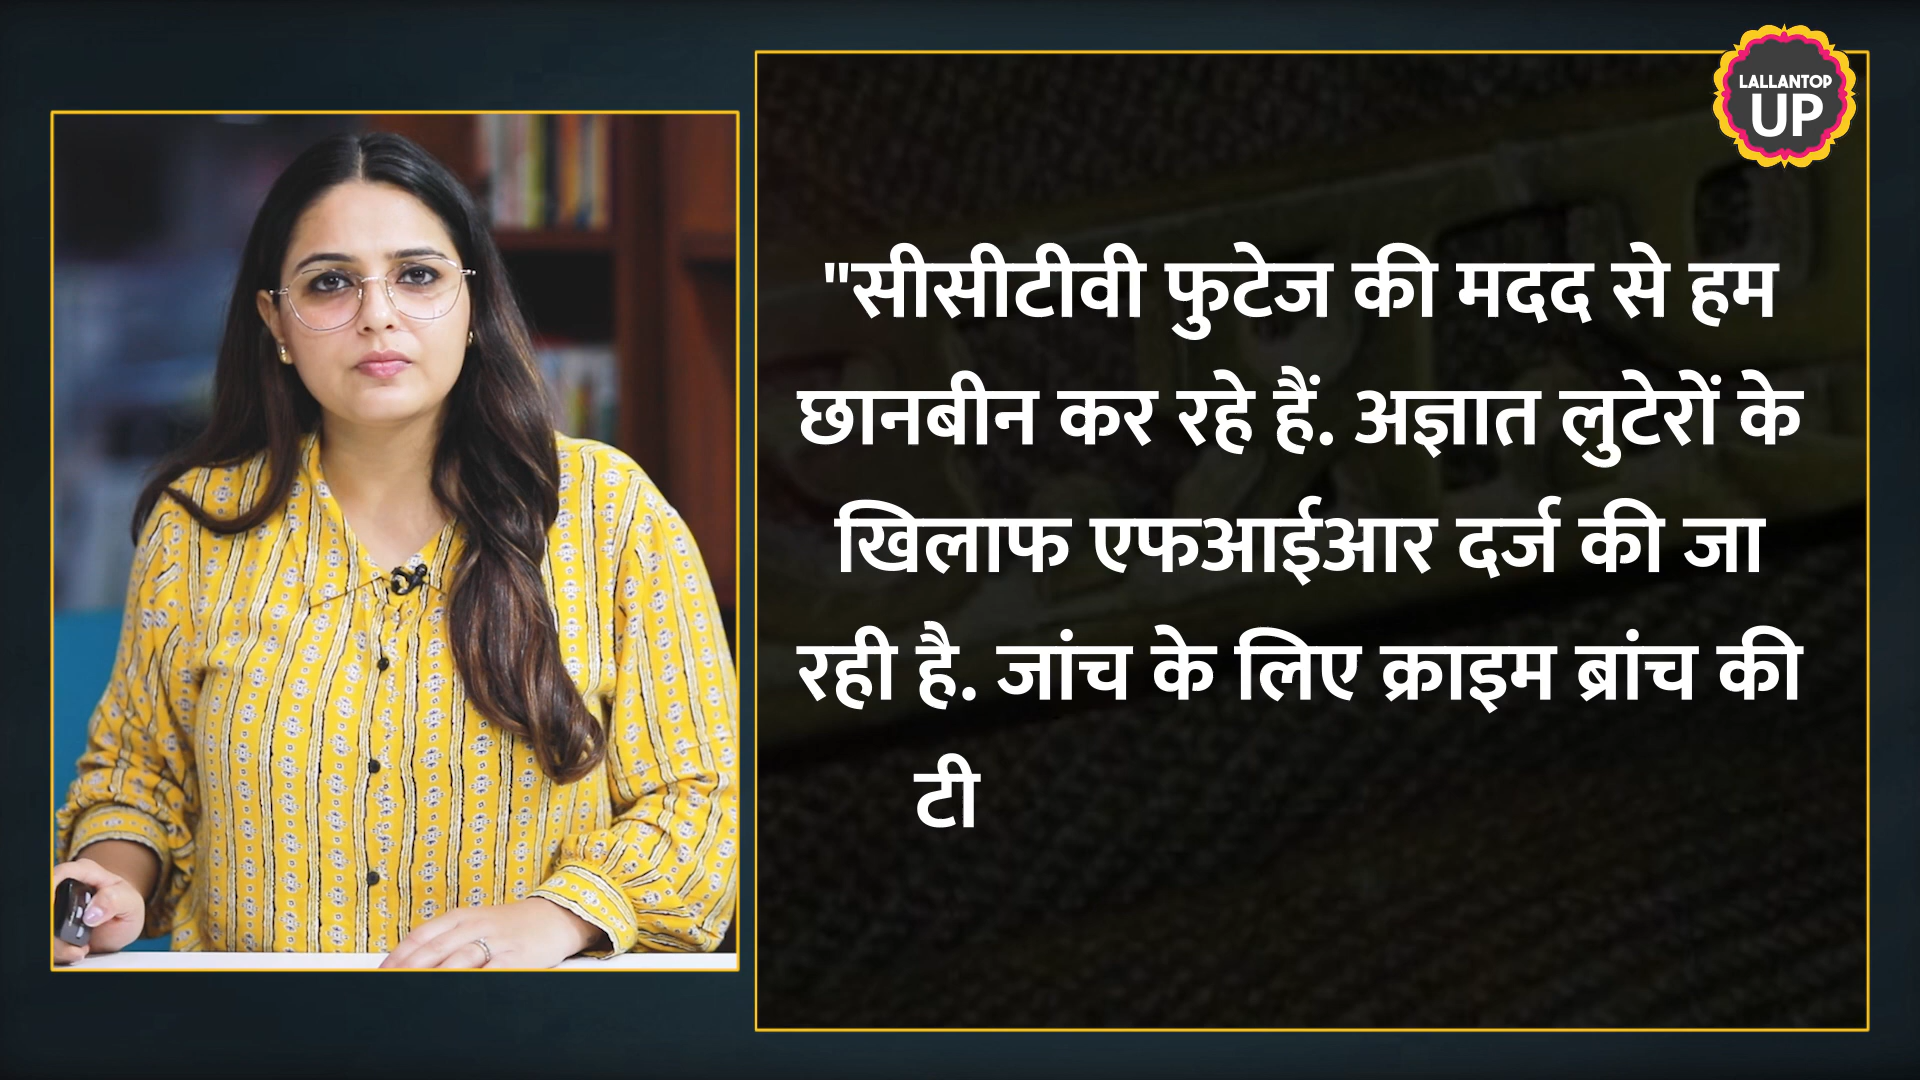 LALLANTOP
UP
"सीसीटीवी फुटेज की मदद से हम
छानबीन कर रहे हैं. अज्ञात लुटेरों के
खिलाफ एफआईआर दर्ज की जा
रही है. जांच के लिए क्राइम ब्रांच की
टी